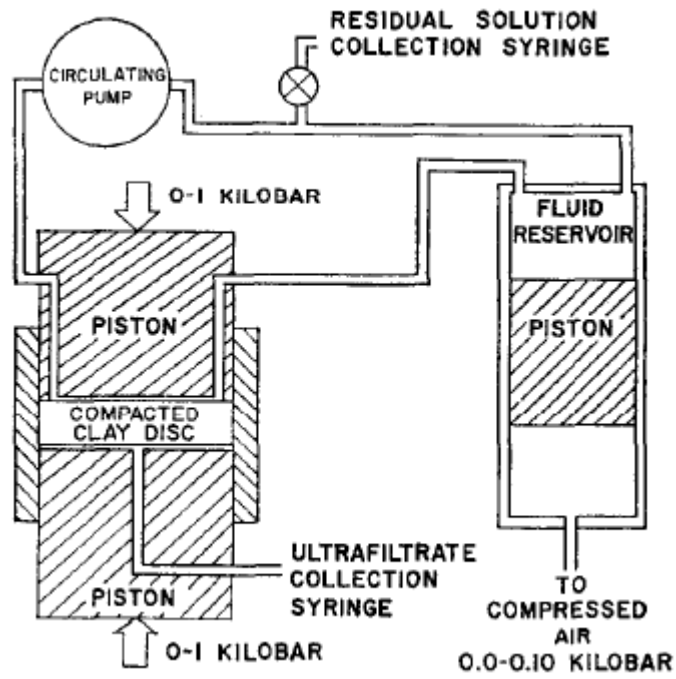 RESIDUAL SOLUTION
COLLECTION SYRINGE
CIRCULATING
PUMP
0-1 KILOBAR
FLUID
RESERVOIR
PISTON
PISTON
COMPACTED
CLAY DISC
ULTRAFILTRATE
COLLECTION
SYRINGE
PISTON
0-1 KILOBAR
TO
COMPRESSED
AIR
0.0-0.10 KILOBAR